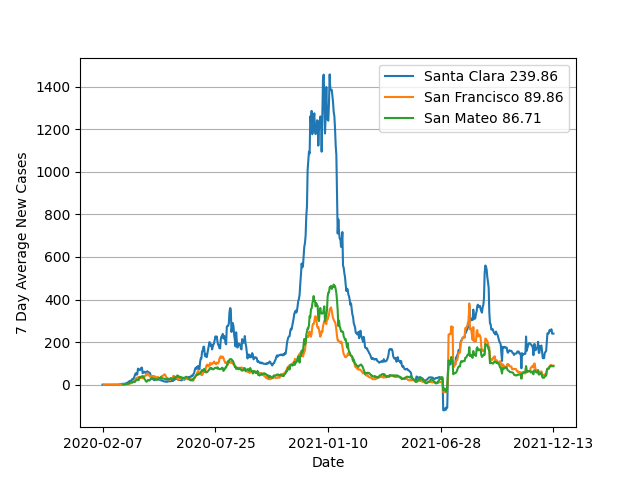 Santa Clara 239.86
San Francisco 89.86
San Mateo 86.71
7 Day Average New Cases
1400
1200
1000
800
600
400
200
0
2020-02-07 2020-07-25 2021-01-10 2021-06-28 2021-12-13
Date